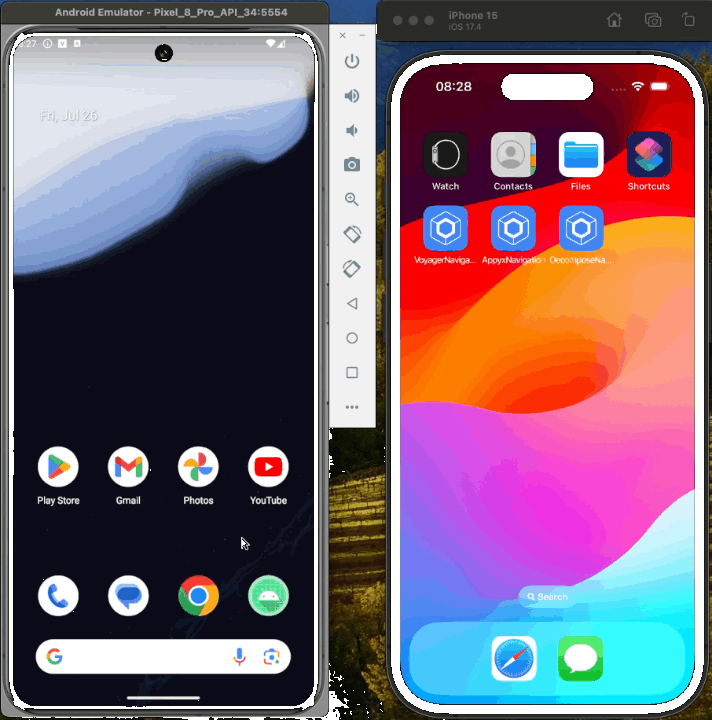 Android Emulator - Pixel_8_Pro_API_34:5554
:27
Fri, Jul 26
Play Store
Gmail
Photos
YouTube
G
iPhone 15
iOS 17.4
08:28
Watch
Contacts
Files
Shortcuts
VoyagerNaviga...
AppyxNavigation
DecomposeNa...
Search